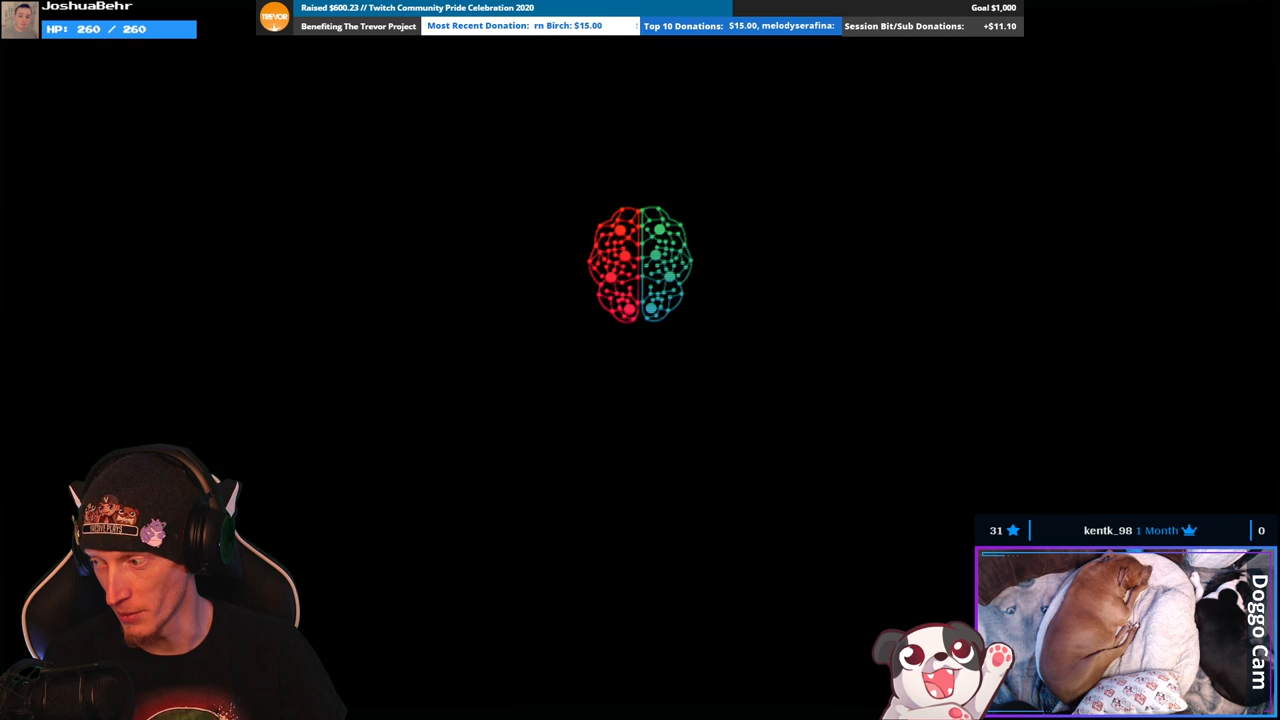 JoshuaBehr
HP: 260 / 260
TREVOR
Raised $600.23 // Twitch Community Pride Celebration 2020
Goal $1,000
Benefiting The Trevor Project
Most Recent Donation: rn Birch: $15.00
Top 10 Donations: $15.00, melodyserafina:
Session Bit/Sub Donations: +$11.10
31
kentk_98 1 Month
0
Doggo Cam